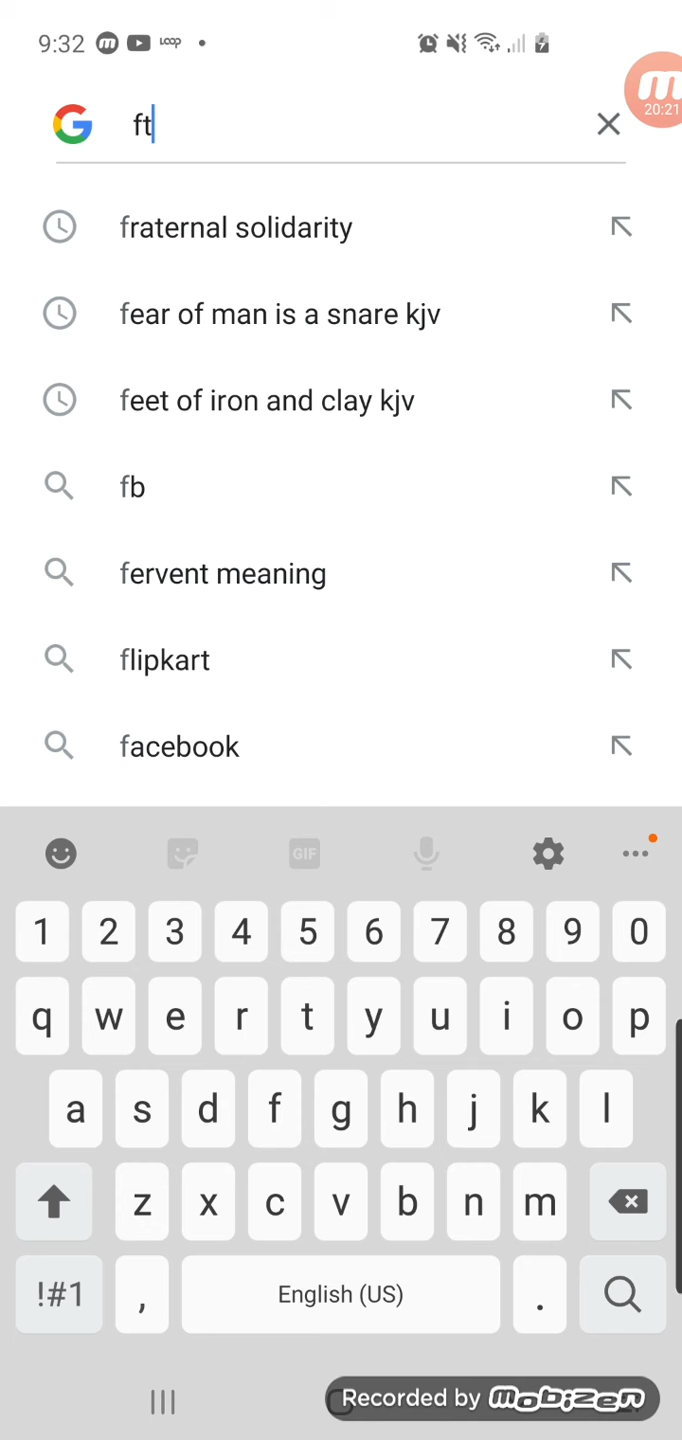 9:32 m LOOP
20:21
ft
fraternal solidarity
fear of man is a snare kjv
feet of iron and clay kjv
fb
fervent meaning
flipkart
facebook
GIF
1 2 3 4 5 6 7 8 9 0
q w e r t y u i o p
a s d f g h j k l
z x c v b n m
!#1 , English (US) .
Recorded by mobizen